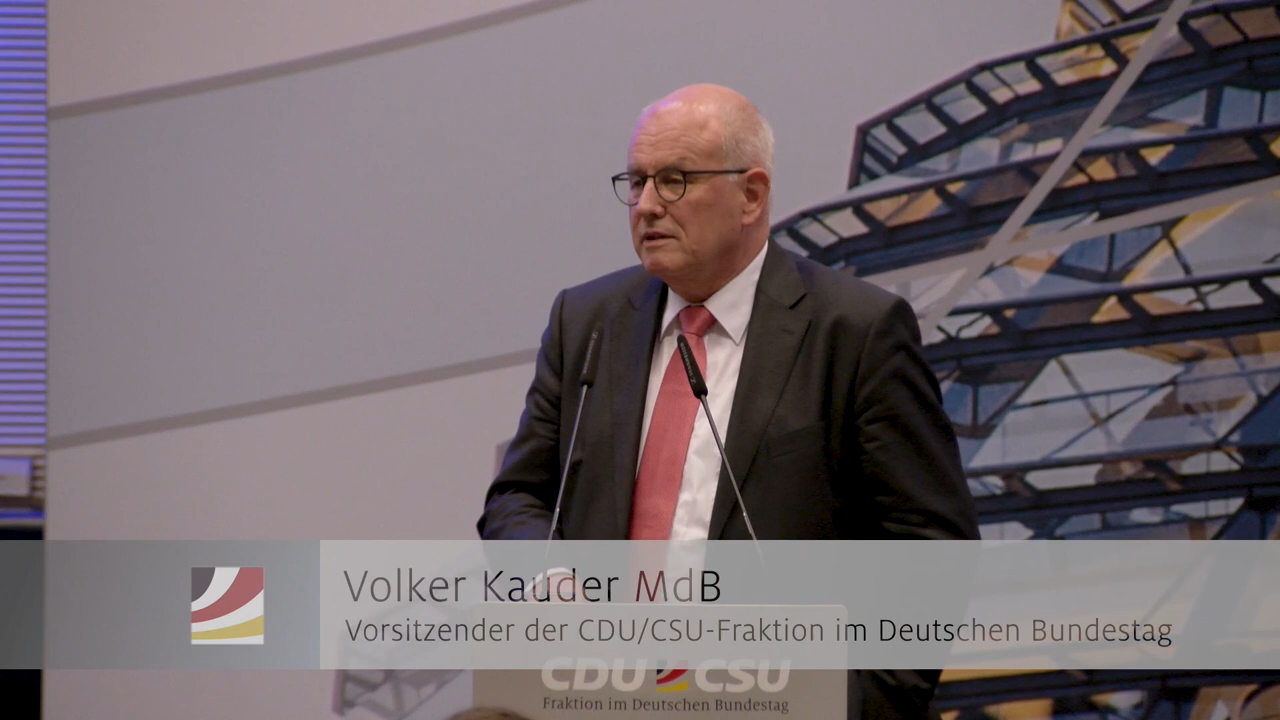 Volker Kauder MdB
Vorsitzender der CDU/CSU-Fraktion im Deutschen Bundestag
CDU CSU
Fraktion im Deutschen Bundestag